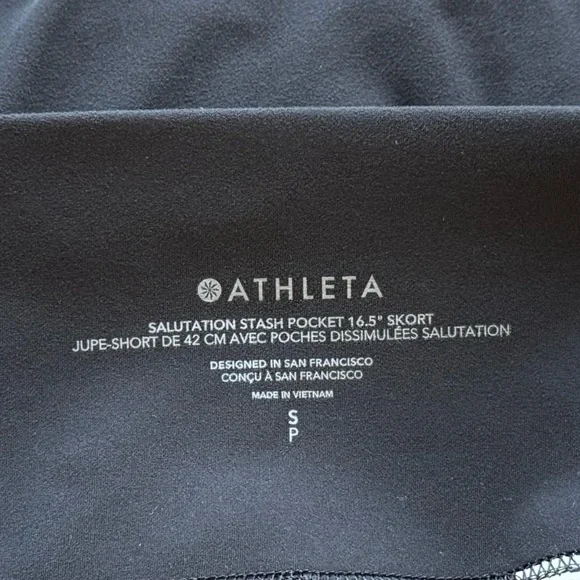 ATHLETA
SALUTATION STASH POCKET 16.5" SKORT
JUPE-SHORT DE 42 CM AVEC POCHES DISSIMULÉES SALUTATION
DESIGNED IN SAN FRANCISCO
CONÇU À SAN FRANCISCO
MADE IN VIETNAM
S
P